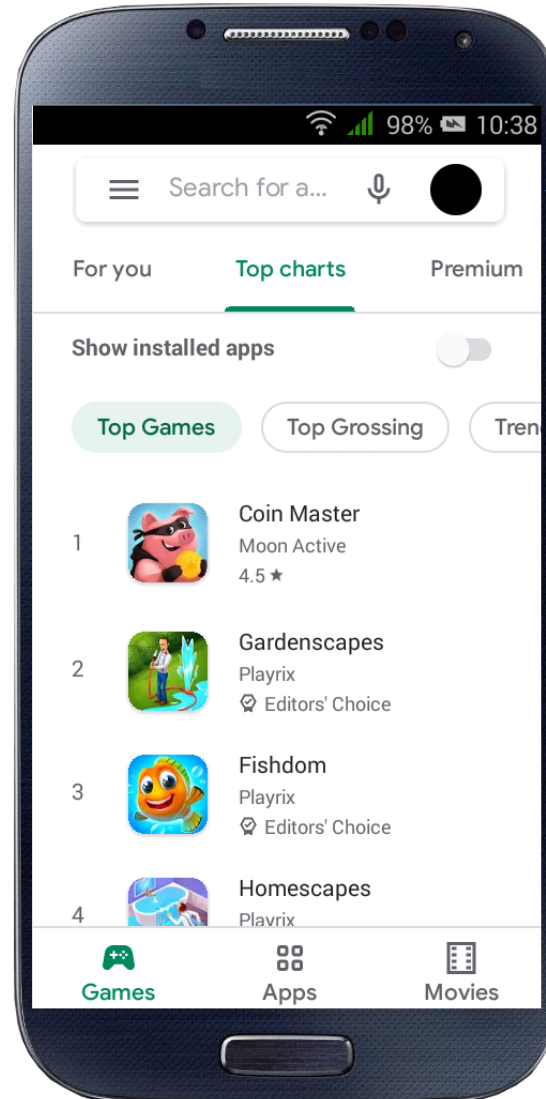 98% 10:38
Search for a...
For you Top charts Premium
Show installed apps
Top Games Top Grossing Tren
1 Coin Master
Moon Active
4.5 ★
2 Gardenscapes
Playrix
Editors' Choice
3 Fishdom
Playrix
Editors' Choice
4 Homescapes
Playrix
Games Apps Movies